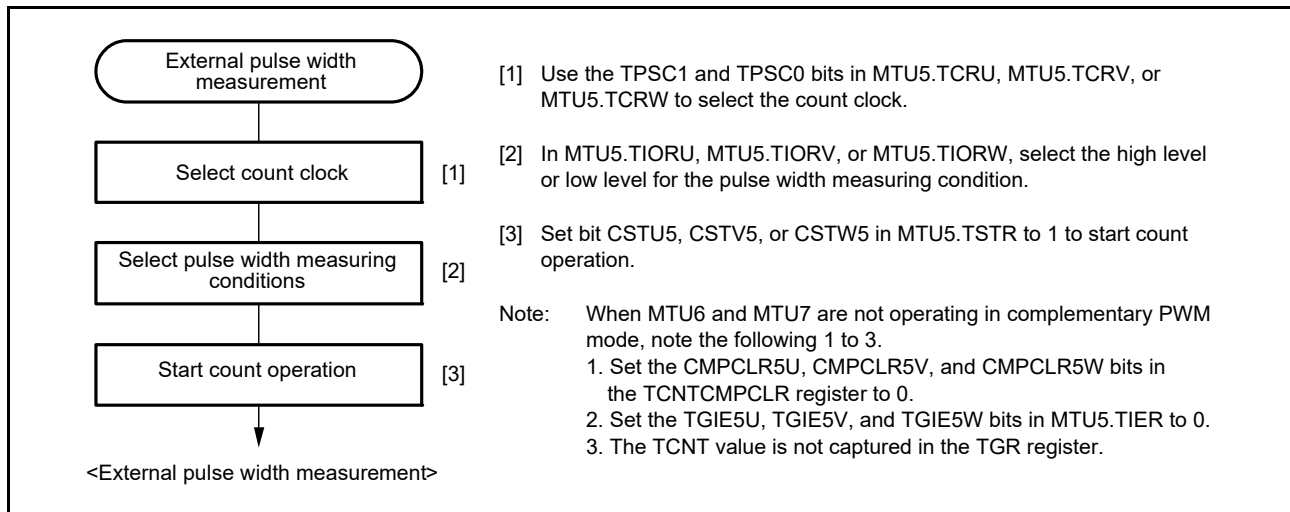 External pulse width
measurement
Select count clock
[1]
Select pulse width measuring
conditions
[2]
Start count operation
[3]
<External pulse width measurement>
[1] Use the TPSC1 and TPSC0 bits in MTU5.TCRU, MTU5.TCRV, or
MTU5.TCRW to select the count clock.
[2] In MTU5.TIORU, MTU5.TIORV, or MTU5.TIORW, select the high level
or low level for the pulse width measuring condition.
[3] Set bit CSTU5, CSTV5, or CSTW5 in MTU5.TSTR to 1 to start count
operation.
Note: When MTU6 and MTU7 are not operating in complementary PWM
mode, note the following 1 to 3.
1. Set the CMPCLR5U, CMPCLR5V, and CMPCLR5W bits in
the TCNTCMPCLR register to 0.
2. Set the TGIE5U, TGIE5V, and TGIE5W bits in MTU5.TIER to 0.
3. The TCNT value is not captured in the TGR register.